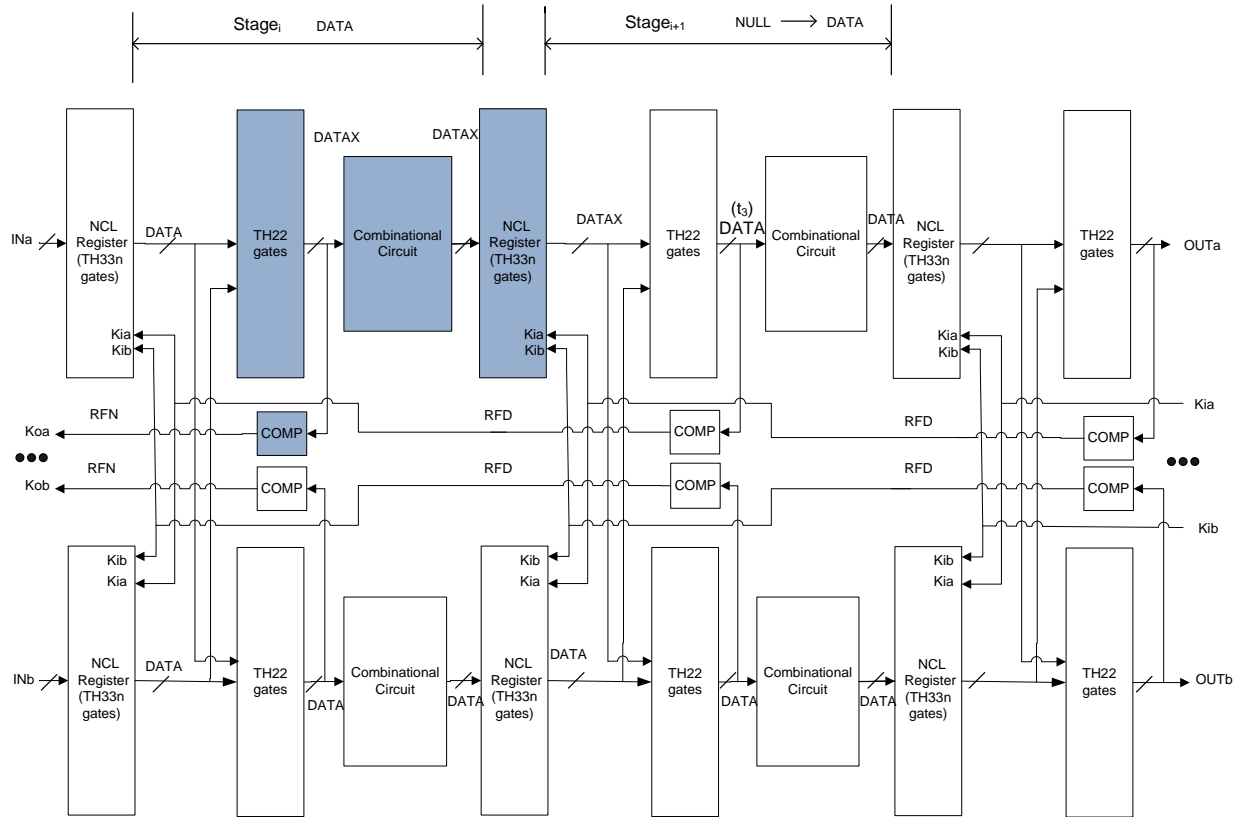 Stagei DATA
Stagei+1 NULL DATA
INa
NCL
Register
(TH33n
gates)
Kia
Kib
DATA
TH22
gates
DATAX
Combinational
Circuit
DATAX
NCL
Register
(TH33n
gates)
Kia
Kib
DATAX
TH22
gates
(t3)
DATA
Combinational
Circuit
DATA
NCL
Register
(TH33n
gates)
Kia
Kib
TH22
gates
OUTa
Koa
RFN
COMP
RFD
COMP
RFD
COMP
Kia
Kob
RFN
COMP
RFD
COMP
RFD
COMP
Kib
INb
Kib
Kia
NCL
Register
(TH33n
gates)
DATA
TH22
gates
DATA
Combinational
Circuit
DATA
Kib
Kia
NCL
Register
(TH33n
gates)
DATA
TH22
gates
DATA
Combinational
Circuit
DATA
Kib
Kia
NCL
Register
(TH33n
gates)
TH22
gates
OUTb